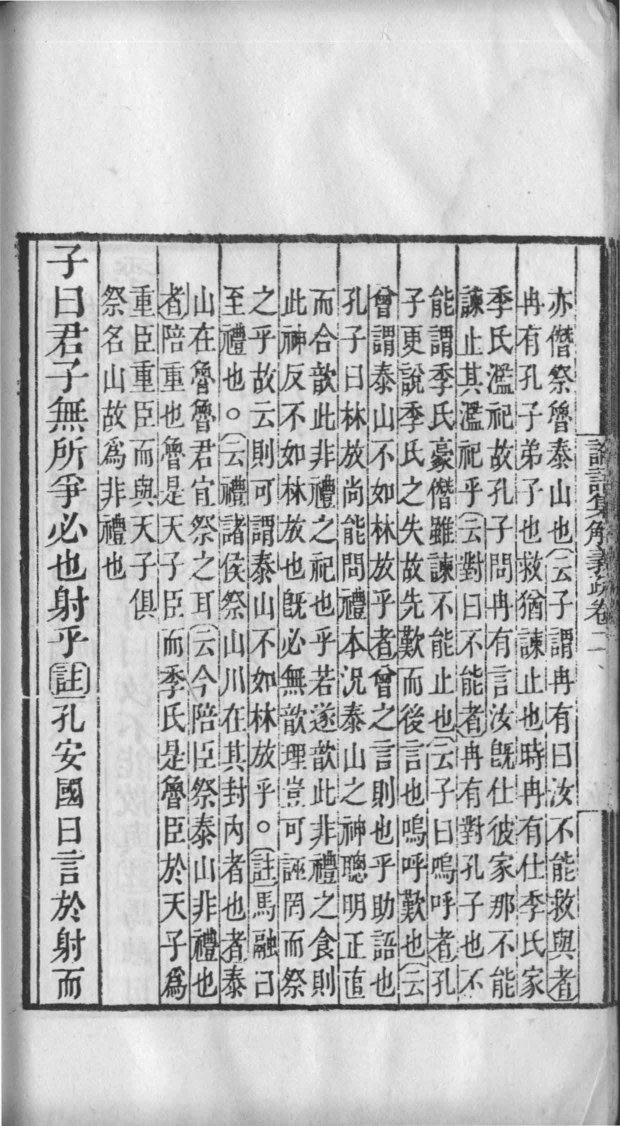 論語集解義疏卷二
亦僭祭魯泰山也云子謂冉有曰汝不能救與者
冉有孔子弟子也救猶諫止也時冉有仕季氏家
季氏濫祀故孔子問冉有言汝旣仕彼家那不能
諫止其濫祀乎云對曰不能者冉有對孔子也不
能謂季氏豪僭雖諫不能止也云子曰嗚呼者孔
子更說季氏之失故先歎而後言也嗚呼歎也云
曾謂泰山不如林放乎者曾之言則也乎助語也
孔子曰林放尚能問禮本況泰山之神聰明正直
而合歆此非禮之祀也乎若遂歆此非禮之食則
此神反不如林放也旣必無歆理豈可誣罔而祭
之乎故云則可謂泰山不如林放乎。註馬融曰
至禮也。云禮諸侯祭山川在其封內者也者泰
山在魯魯君宜祭之耳云今陪臣祭泰山非禮也
者陪重也魯是天子臣而季氏是魯臣於天子爲
重臣重臣而與天子俱
祭名山故爲非禮也
子曰君子無所爭必也射乎註孔安國曰言於射而